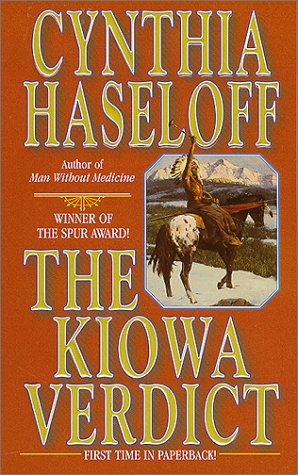 CYNTHIA
HASELOFF
Author of
Man Without Medicine
WINNER OF
THE SPUR AWARD!
THE
KIOWA
VERDICT
FIRST TIME IN PAPERBACK!